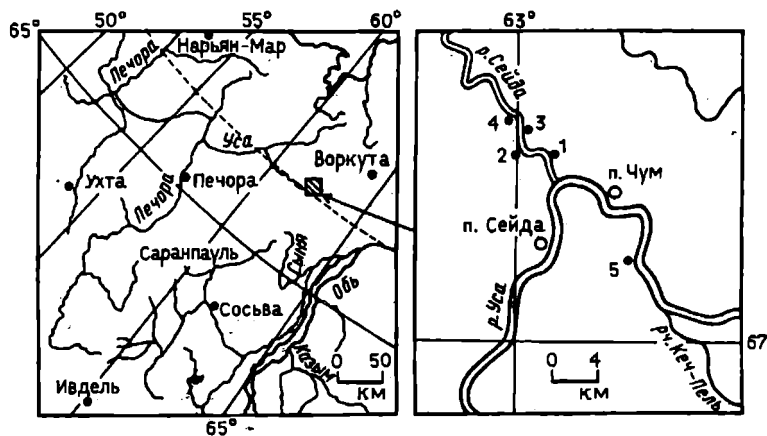 65°
50°
55°
60°
63°
Нарьян-Мар
Печора
р. Сейда
Уса
Воркута
4
3
2
1
Ухта
Печора
Печора
п. Чум
п. Сейда
Саранпауль
Сыня
Обь
5
Сосьва
р. Уса
67
Казым
0 50
км
0 4
км
рч. Кеч-Пель
Ивдель
65°